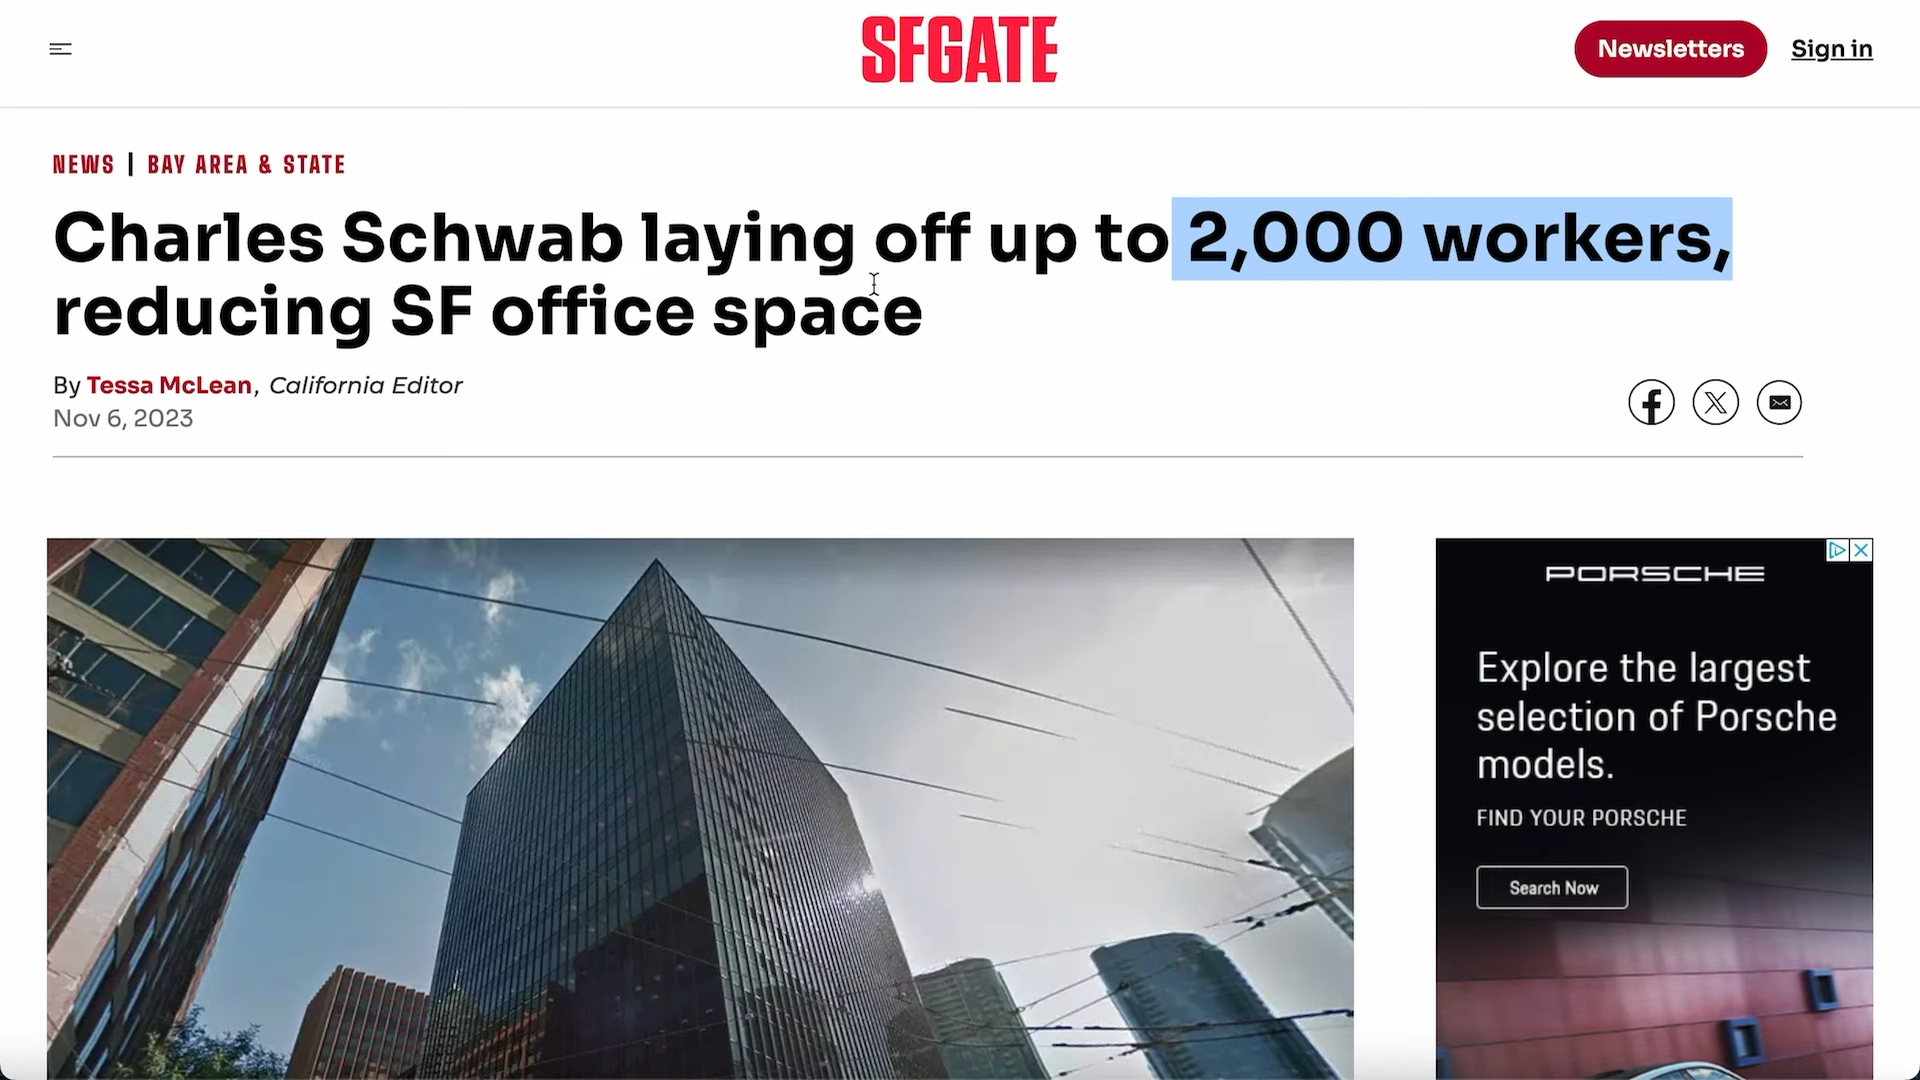 SFGATE
Newsletters
Sign in
NEWS | BAY AREA & STATE
Charles Schwab laying off up to 2,000 workers,
reducing SF office space
By Tessa McLean, California Editor
Nov 6, 2023
PORSCHE
Explore the largest
selection of Porsche
models.
FIND YOUR PORSCHE
Search Now